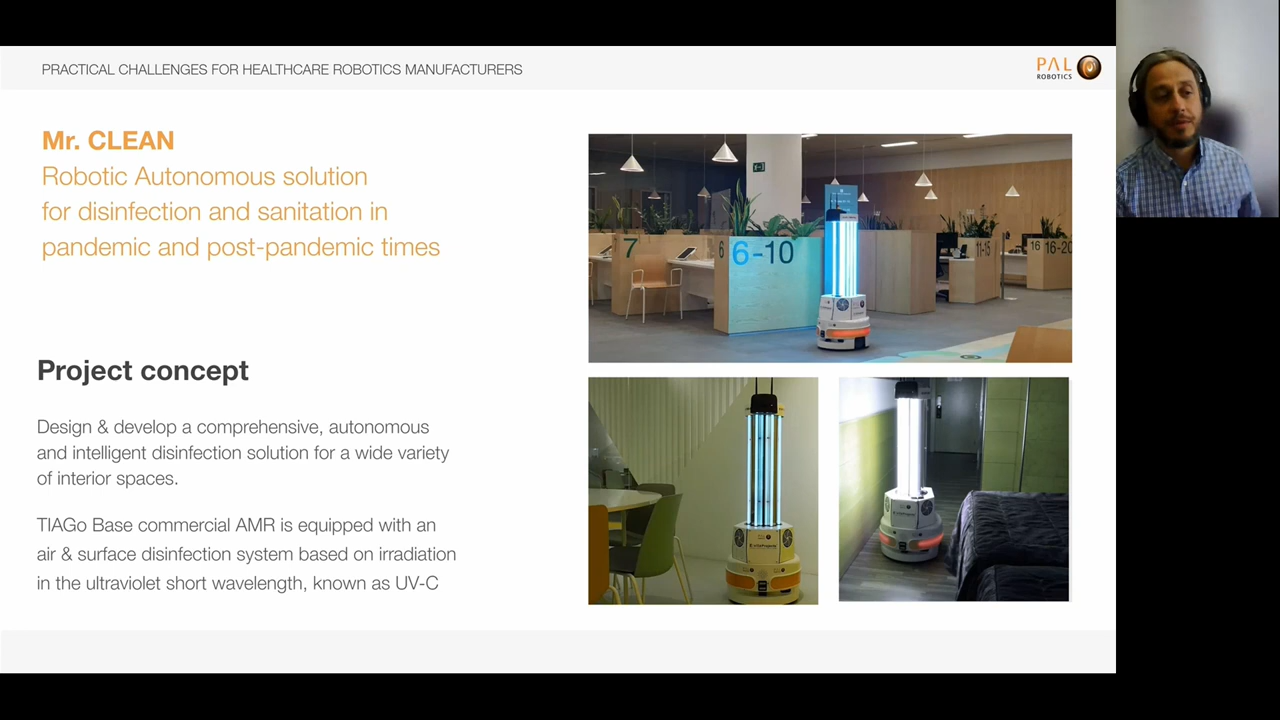 PRACTICAL CHALLENGES FOR HEALTHCARE ROBOTICS MANUFACTURERS
PAL
ROBOTICS
Mr. CLEAN
Robotic Autonomous solution
for disinfection and sanitation in
pandemic and post-pandemic times
Project concept
Design & develop a comprehensive, autonomous
and intelligent disinfection solution for a wide variety
of interior spaces.
TIAGo Base commercial AMR is equipped with an
air & surface disinfection system based on irradiation
in the ultraviolet short wavelength, known as UV-C
7
6
6-10
11-15
16
16-20